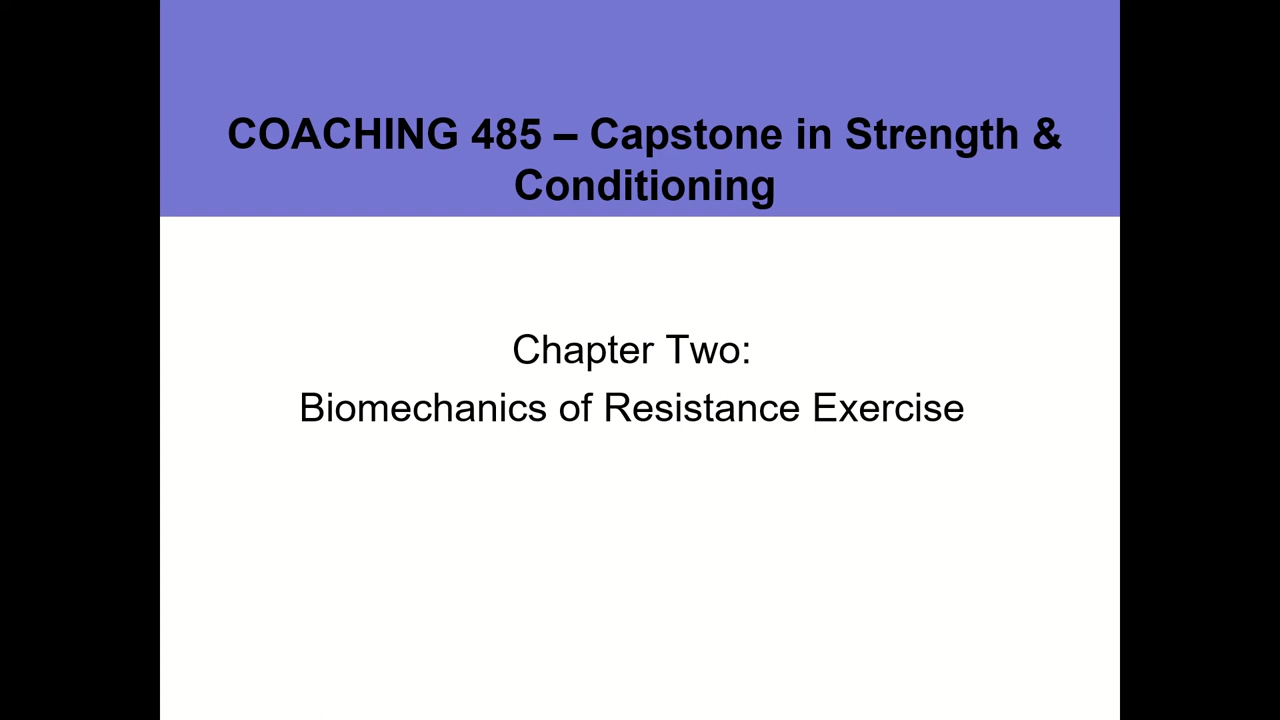 COACHING 485 – Capstone in Strength &
Conditioning
Chapter Two:
Biomechanics of Resistance Exercise